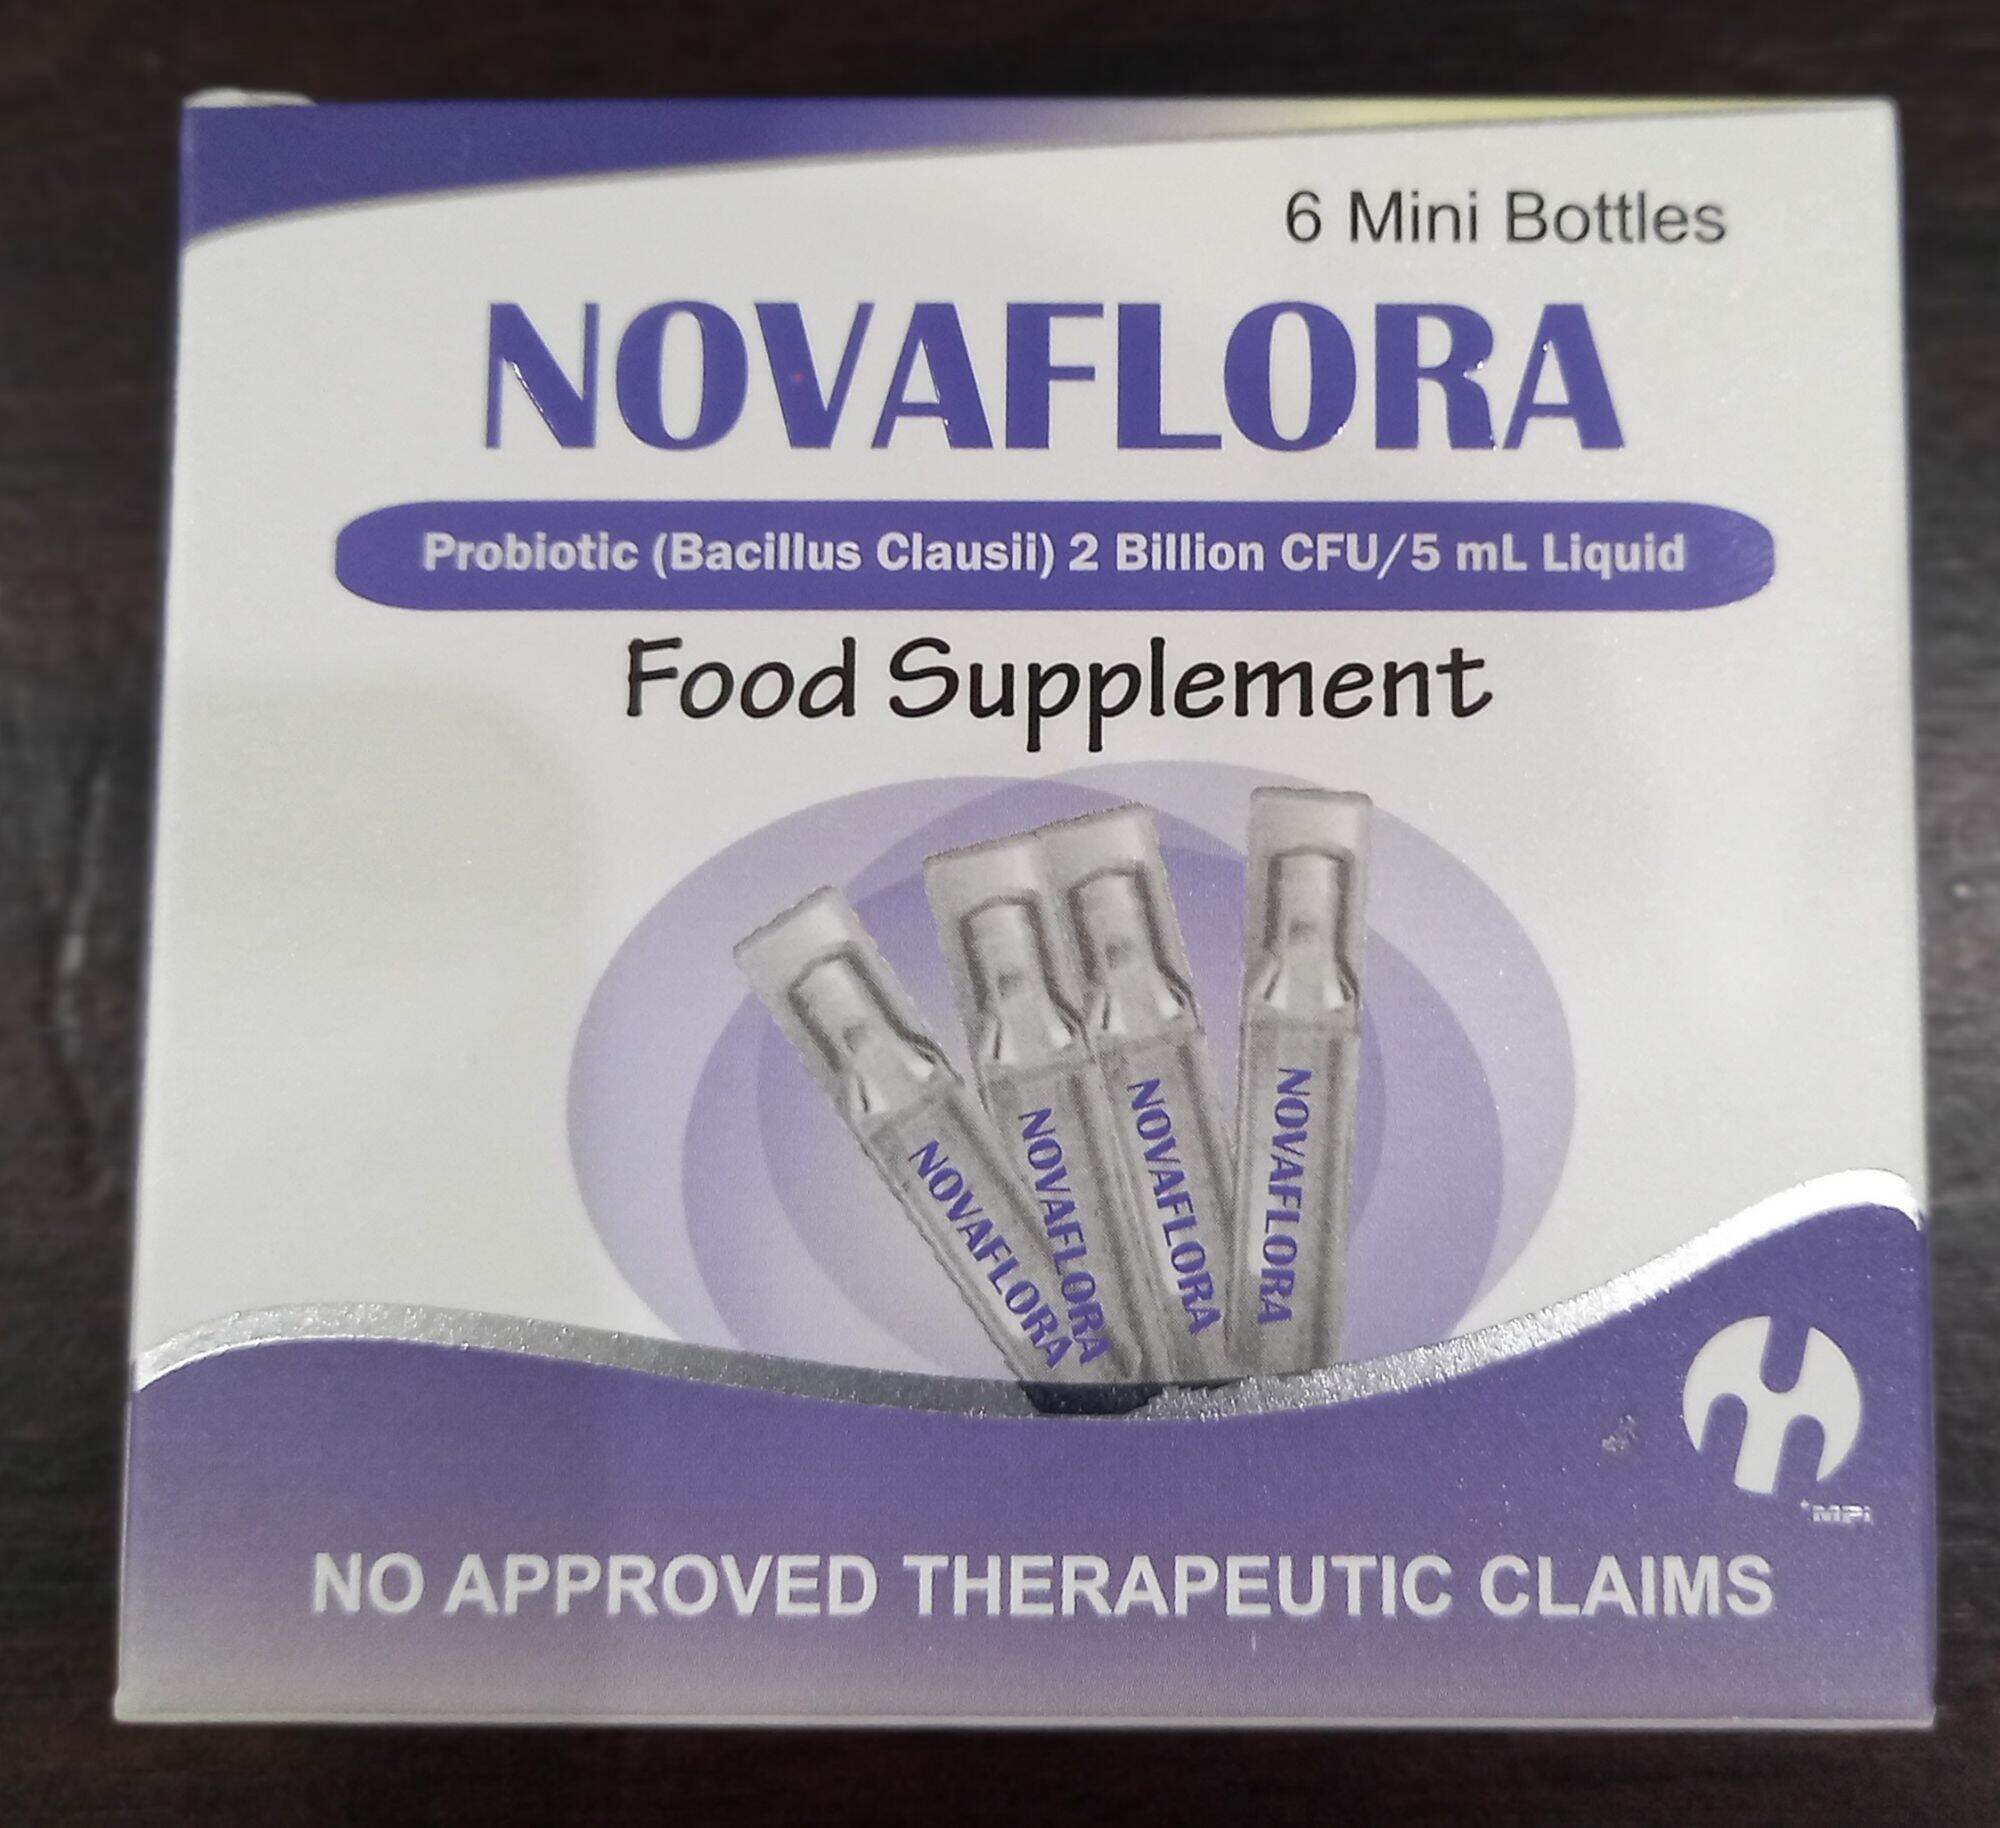 6 Mini Bottles
NOVAFLORA
Probiotic (Bacillus Clausii) 2 Billion CFU/5 mL Liquid
Food Supplement
NOVAFLORA
NOVAFLORA
NOVAFLORA
NOVAFLORA
MPI
NO APPROVED THERAPEUTIC CLAIMS